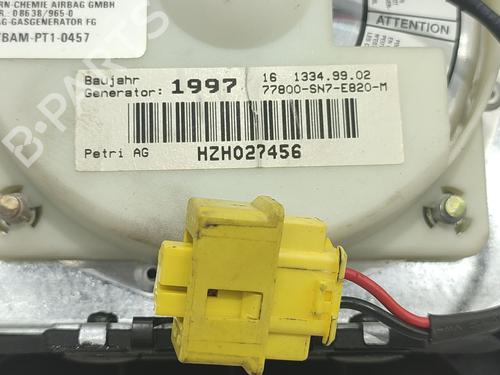 RN-CHEMIE AIRBAG GMBH
R.: 08638/965-0
AG-GASGENERATOR FG
BAM-PT1-0457
ATTENTION
Baujahr
Generator: 1997
16 1334.99.02
77800-SN7-E820-M
Petri AG HZH027456